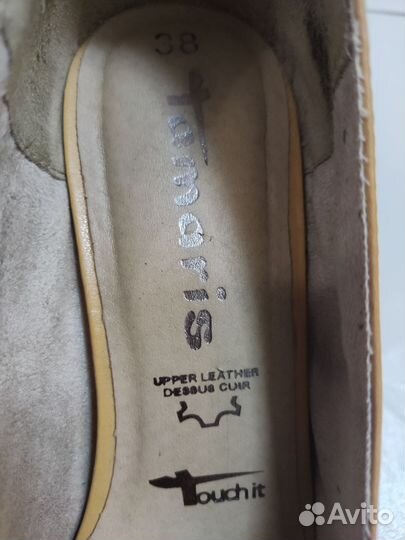 38
Tamaris
UPPER LEATHER
DESSUS CUIR
Touch it
Avito